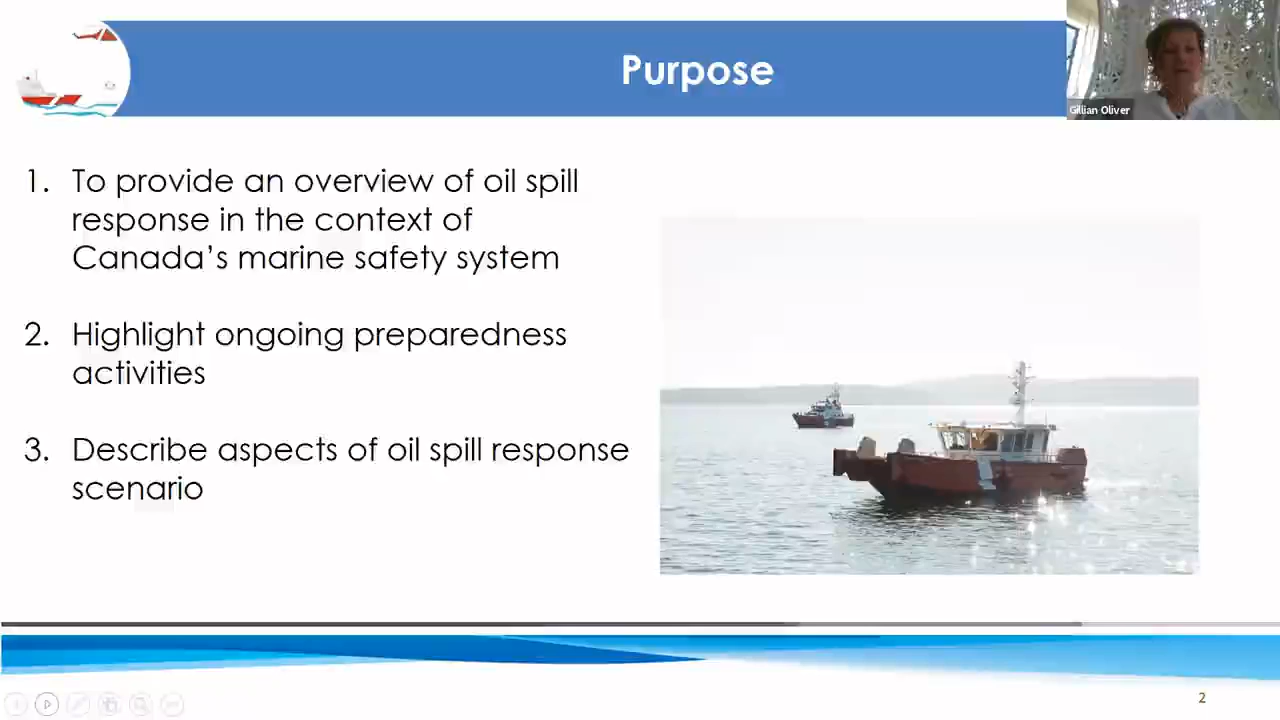 Purpose
Gillian Oliver
1. To provide an overview of oil spill
response in the context of
Canada's marine safety system
2. Highlight ongoing preparedness
activities
3. Describe aspects of oil spill response
scenario
2